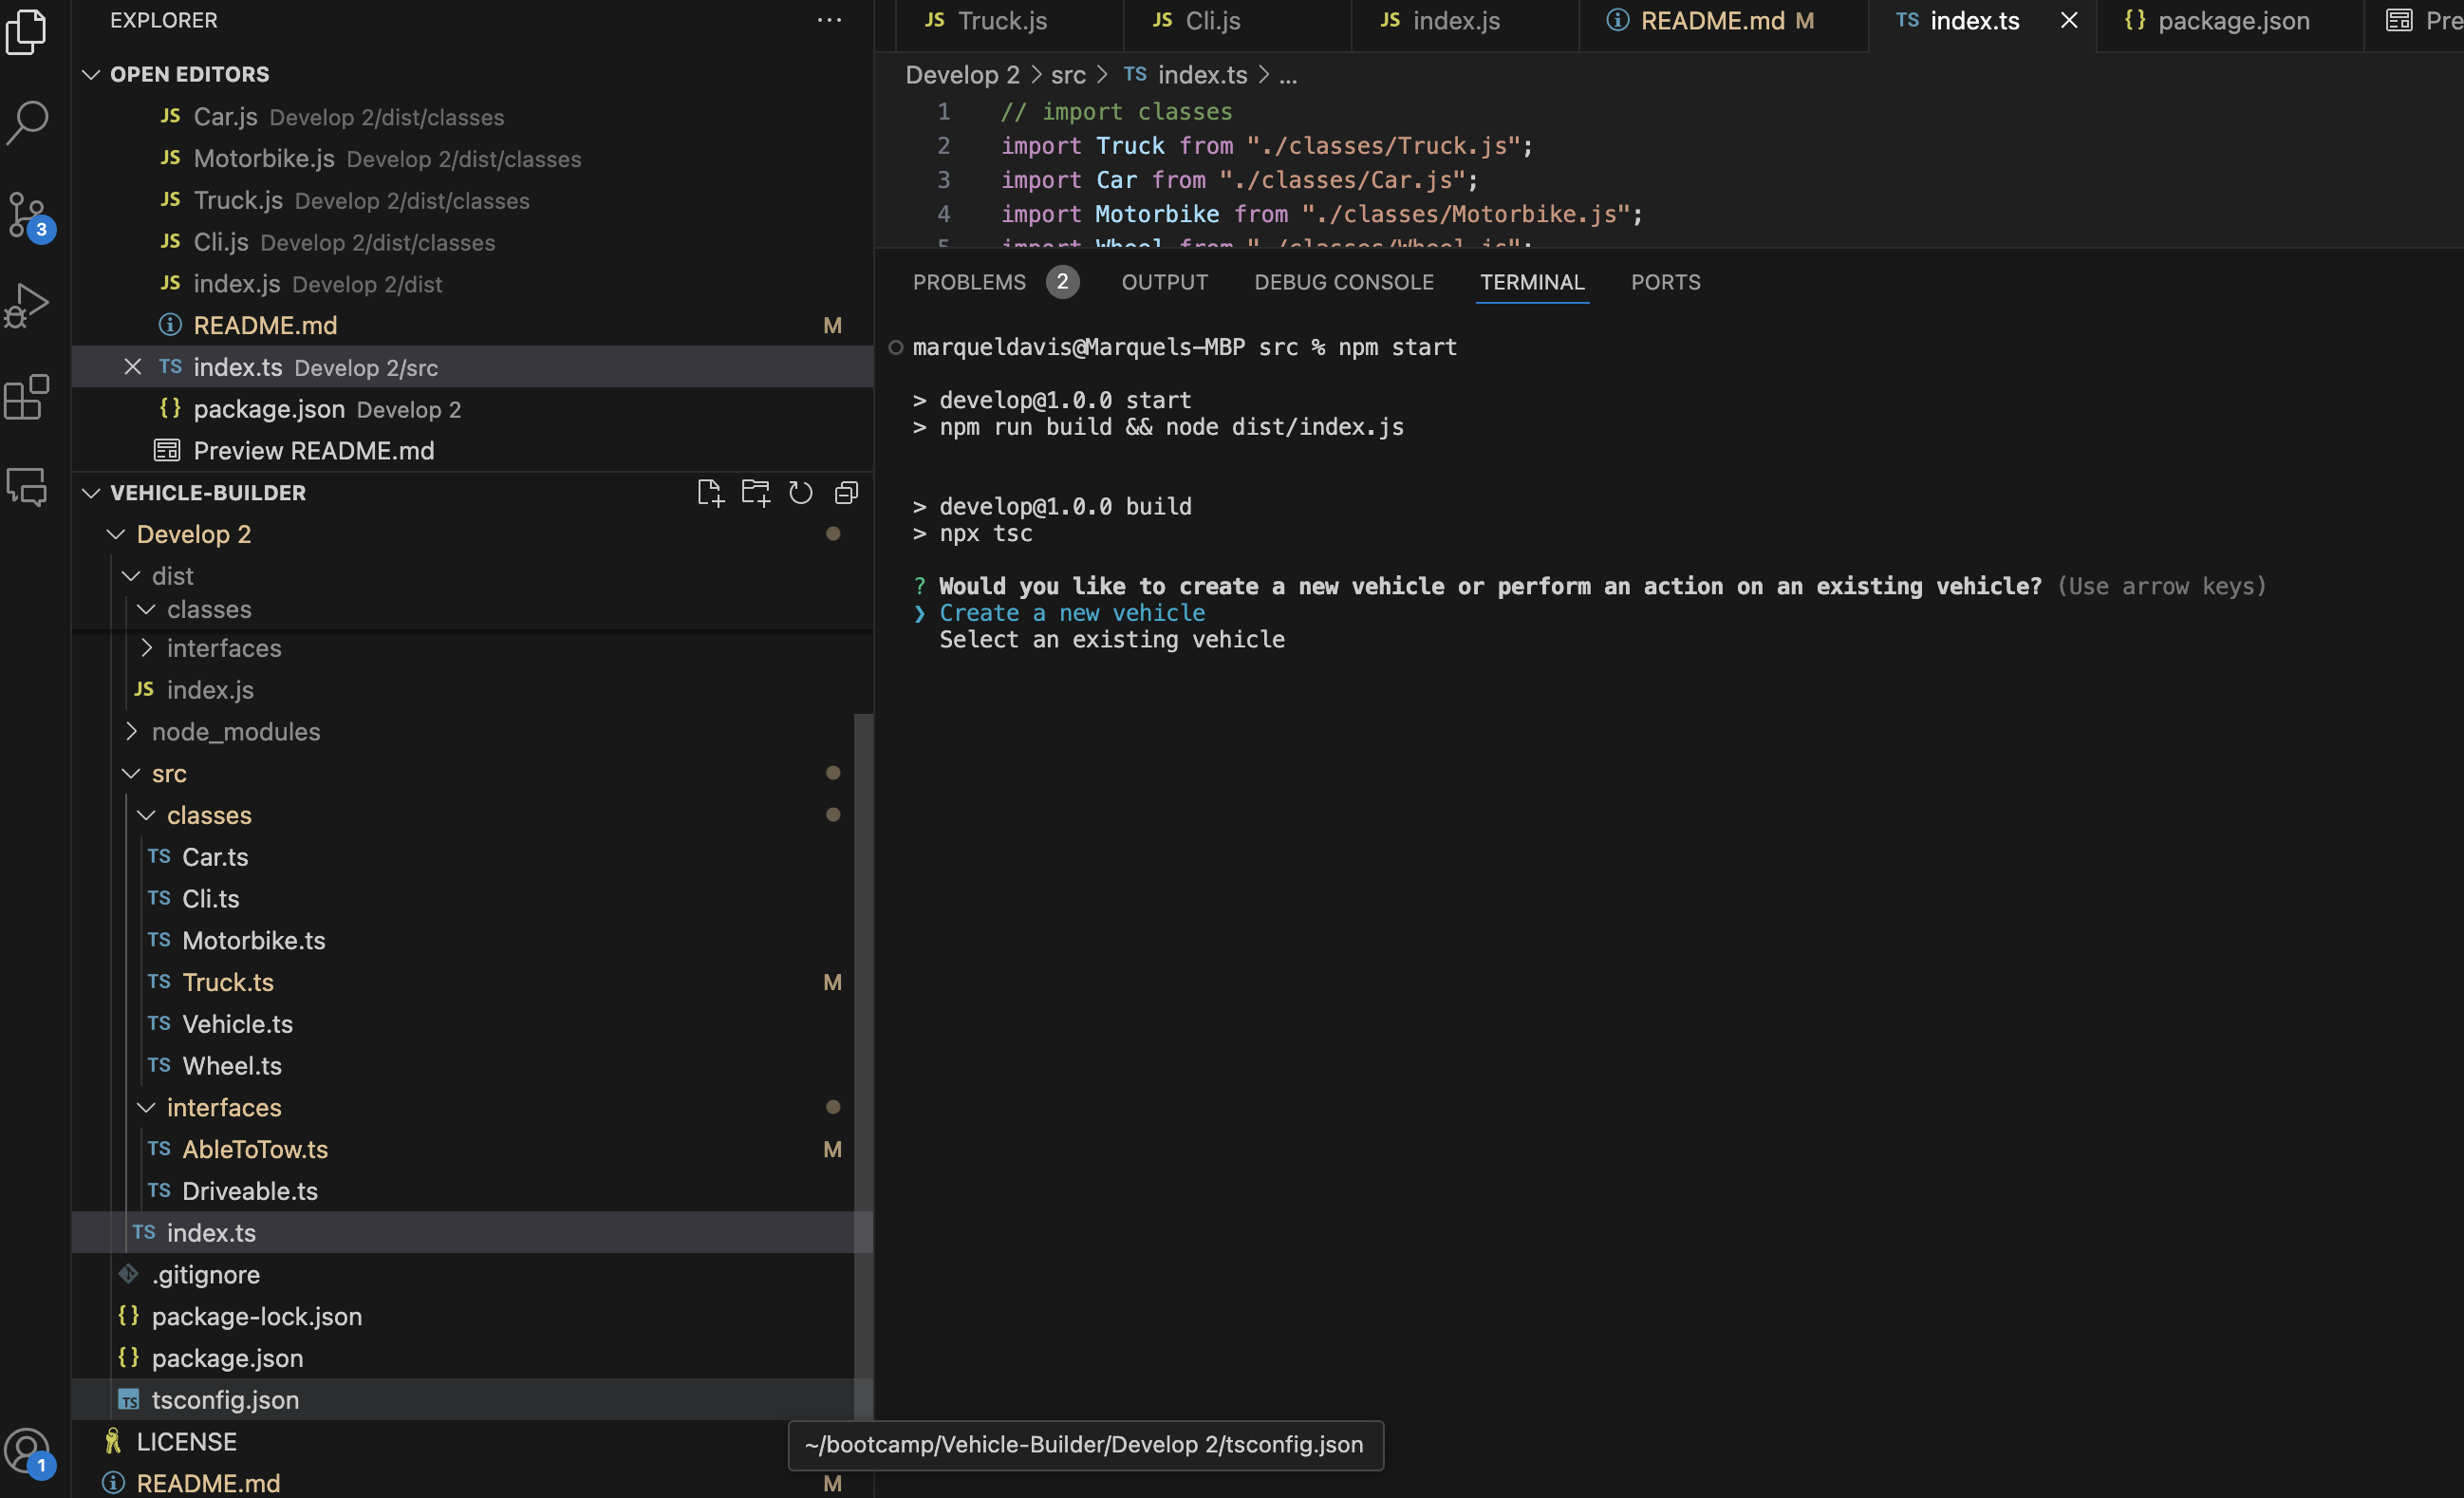 EXPLORER
OPEN EDITORS
JS Car.js Develop 2/dist/classes
JS Motorbike.js Develop 2/dist/classes
JS Truck.js Develop 2/dist/classes
JS Cli.js Develop 2/dist/classes
JS index.js Develop 2/dist
README.md M
TS index.ts Develop 2/src
{} package.json Develop 2
Preview README.md
3
VEHICLE-BUILDER
Develop 2
dist
classes
interfaces
JS index.js
node_modules
src
classes
TS Car.ts
TS Cli.ts
TS Motorbike.ts
TS Truck.ts M
TS Vehicle.ts
TS Wheel.ts
interfaces
TS AbleToTow.ts M
TS Driveable.ts
TS index.ts
.gitignore
{} package-lock.json
{} package.json
TS tsconfig.json
LICENSE
README.md M
1
JS Truck.js JS Cli.js JS index.js README.md M TS index.ts {} package.json Pre
Develop 2 > src > TS index.ts > ...
1 // import classes
2 import Truck from "./classes/Truck.js";
3 import Car from "./classes/Car.js";
4 import Motorbike from "./classes/Motorbike.js";
5 import Wheel from "./classes/Wheel.js";
PROBLEMS 2 OUTPUT DEBUG CONSOLE TERMINAL PORTS
marqueldavis@Marquels-MBP src % npm start
> develop@1.0.0 start
> npm run build && node dist/index.js
> develop@1.0.0 build
> npx tsc
? Would you like to create a new vehicle or perform an action on an existing vehicle? (Use arrow keys)
❯ Create a new vehicle
Select an existing vehicle
~/bootcamp/Vehicle-Builder/Develop 2/tsconfig.json